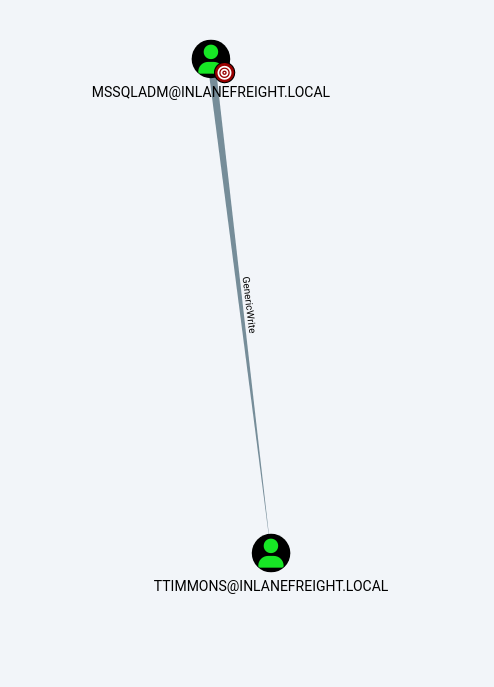 MSSQLADM@INLANEFREIGHT.LOCAL
GenericWrite
TTIMMONS@INLANEFREIGHT.LOCAL